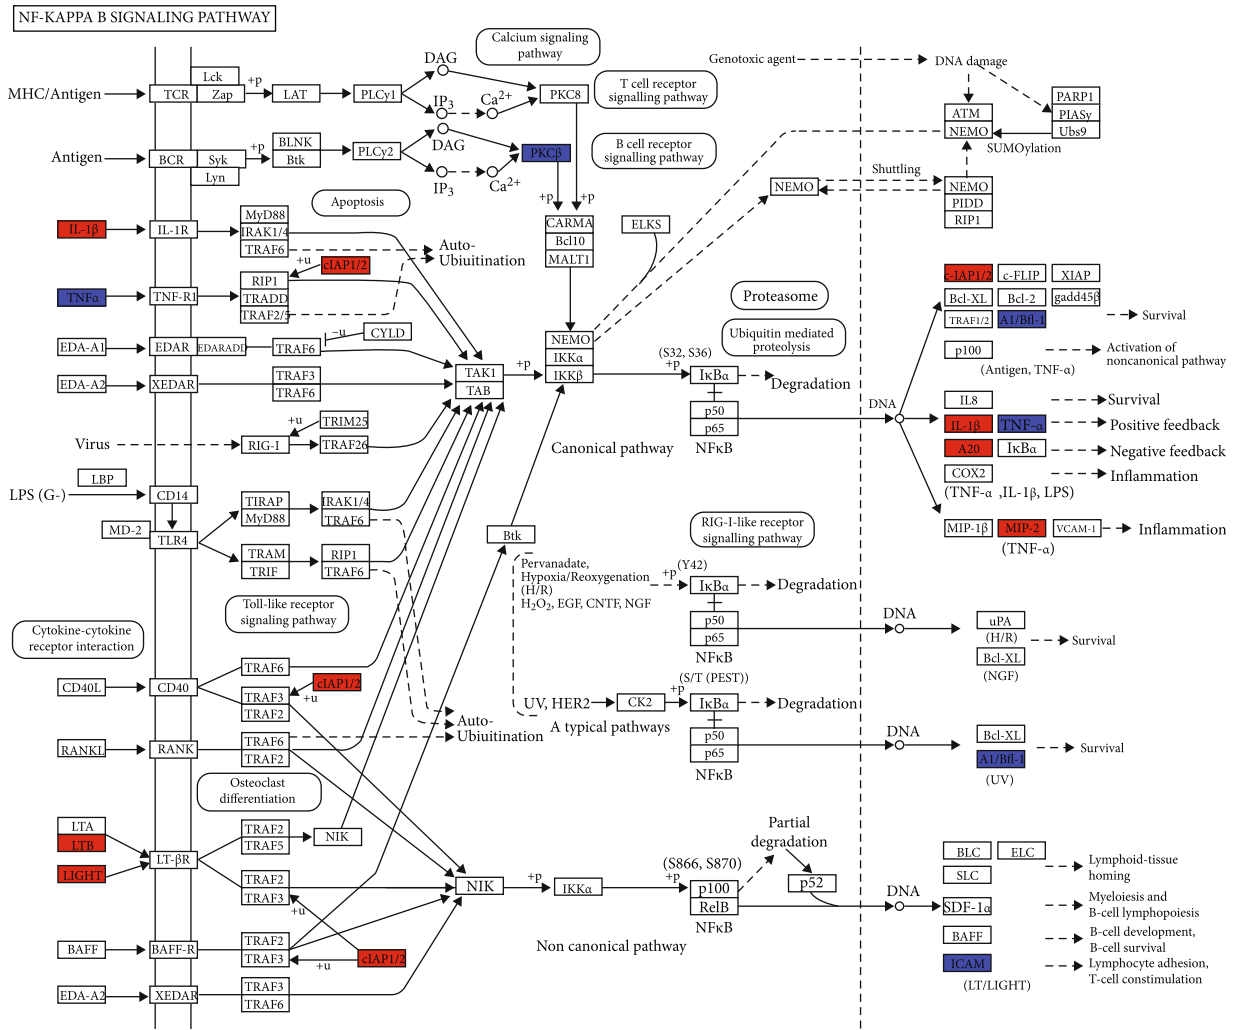 NF-KAPPA B SIGNALING PATHWAY
Calcium signaling
pathway
T cell receptor
signalling pathway
B cell receptor
signalling pathway
MHC/Antigen
TCR
Lck
Zap
+p
LAT
PLCy1
DAG
IP3
Ca2+
PKC8
Antigen
BCR
Syk
Lyn
+p
BLNK
Btk
PLCy2
DAG
IP3
Ca2+
PKCβ
+p
+p
CARMA
Bcl10
MALT1
ELKS
Genotoxic agent
DNA damage
ATM
NEMO
PARP1
PIASy
Ubs9
SUMOylation
Shuttling
NEMO
NEMO
PIDD
RIP1
Apoptosis
IL-1β
IL-1R
MyD88
IRAK1/4
TRAF6
Auto-
Ubiuitination
TNFα
TNF-R1
RIP1
TRADD
TRAF2/5
+u
cIAP1/2
EDA-A1
EDAR
EDARADD
TRAF6
−u
CYLD
EDA-A2
XEDAR
TRAF3
TRAF6
TAK1
TAB
+p
NEMO
IKKα
IKKβ
Proteasome
Ubiquitin mediated
proteolysis
(S32, S36)
+p
IκBα
Degradation
p50
p65
NFκB
Canonical pathway
DNA
c-IAP1/2
c-FLIP
XIAP
Bcl-XL
Bcl-2
gadd45β
TRAF1/2
A1/Bfl-1
Survival
p100
(Antigen, TNF-α)
Activation of
noncanonical pathway
IL8
Survival
IL-1β
TNF-α
Positive feedback
A20
IκBα
Negative feedback
COX2
Inflammation
(TNF-α ,IL-1β, LPS)
MIP-1β
MIP-2
VCAM-1
Inflammation
(TNF-α)
Virus
RIG-I
+u
TRIM25
TRAF26
LPS (G-)
LBP
CD14
MD-2
TLR4
TIRAP
MyD88
IRAK1/4
TRAF6
TRAM
TRIF
RIP1
TRAF6
Toll-like receptor
signaling pathway
Cytokine-cytokine
receptor interaction
Btk
RIG-I-like receptor
signalling pathway
Pervanadate,
Hypoxia/Reoxygenation
(H/R)
H2O2, EGF, CNTF, NGF
+p
(Y42)
IκBα
Degradation
p50
p65
NFκB
DNA
uPA
(H/R)
Bcl-XL
(NGF)
Survival
CD40L
CD40
TRAF6
TRAF3
TRAF2
cIAP1/2
+u
UV, HER2
CK2
+p
(S/T (PEST))
IκBα
Degradation
A typical pathways
p50
p65
NFκB
DNA
Bcl-XL
A1/Bfl-1
(UV)
Survival
Auto-
Ubiuitination
RANKL
RANK
TRAF6
TRAF2
Osteoclast
differentiation
LTA
LTB
LIGHT
LT-βR
TRAF2
TRAF5
NIK
TRAF2
TRAF3
+u
NIK
+p
IKKα
+p
(S866, S870)
p100
RelB
NFκB
Partial
degradation
p52
DNA
Non canonical pathway
BLC
ELC
SLC
Lymphoid-tissue
homing
SDF-1α
Myeloiesis and
B-cell lymphopoiesis
BAFF
B-cell development,
B-cell survival
ICAM
Lymphocyte adhesion,
T-cell constimulation
(LT/LIGHT)
BAFF
BAFF-R
TRAF2
TRAF3
+u
cIAP1/2
EDA-A2
XEDAR
TRAF3
TRAF6